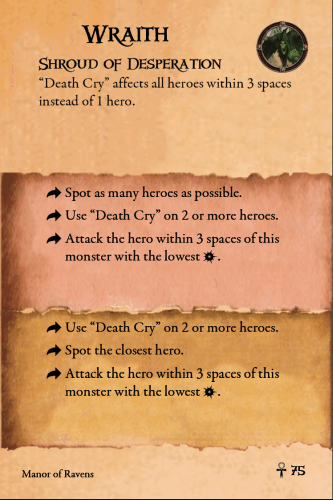 Wraith
Shroud of Desperation
“Death Cry” affects all heroes within 3 spaces
instead of 1 hero.
Spot as many heroes as possible.
Use “Death Cry” on 2 or more heroes.
Attack the hero within 3 spaces of this
monster with the lowest .
Use “Death Cry” on 2 or more heroes.
Spot the closest hero.
Attack the hero within 3 spaces of this
monster with the lowest .
Manor of Ravens
75